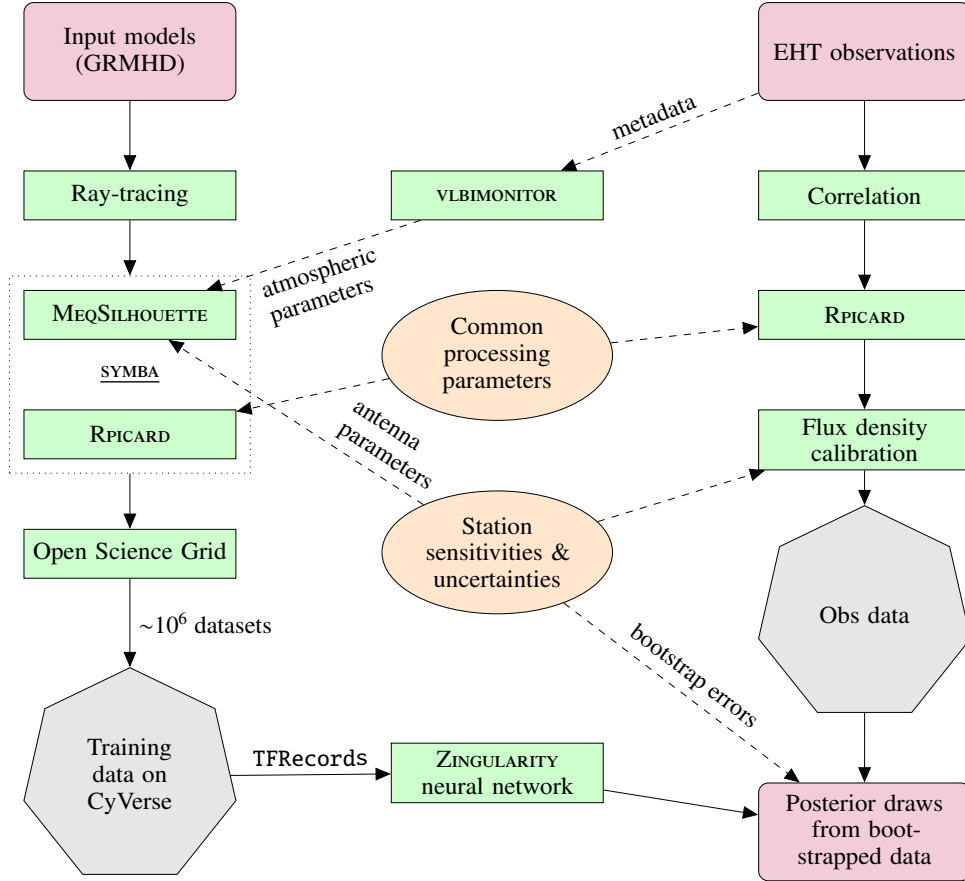 Input models
(GRMHD)
EHT observations
metadata
Ray-tracing
VLBIMONITOR
Correlation
atmospheric
parameters
MEQSILHOUETTE
SYMBA
RPICARD
Common
processing
parameters
RPICARD
antenna
parameters
Flux density
calibration
Open Science Grid
Station
sensitivities &
uncertainties
~10⁶ datasets
Obs data
bootstrap errors
Training
data on
CyVerse
TFRecords
ZINGULARITY
neural network
Posterior draws
from boot-
strapped data